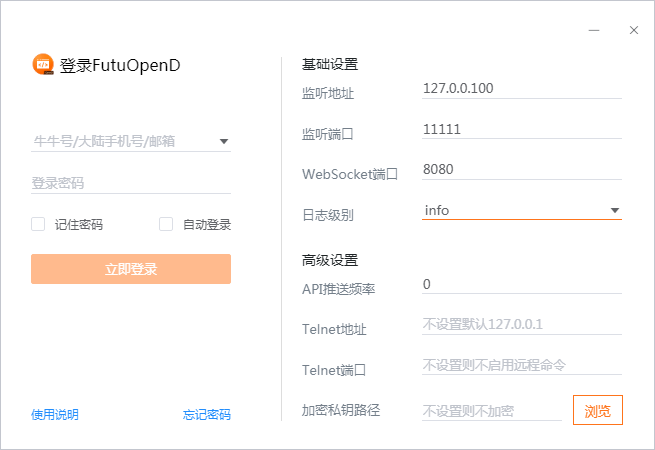 登录FutuOpenD
牛牛号/大陆手机号/邮箱
登录密码
记住密码 自动登录
立即登录
使用说明 忘记密码
基础设置
监听地址 127.0.0.100
监听端口 11111
WebSocket端口 8080
日志级别 info
高级设置
API推送频率 0
Telnet地址 不设置默认127.0.0.1
Telnet端口 不设置则不启用远程命令
加密私钥路径 不设置则不加密 浏览